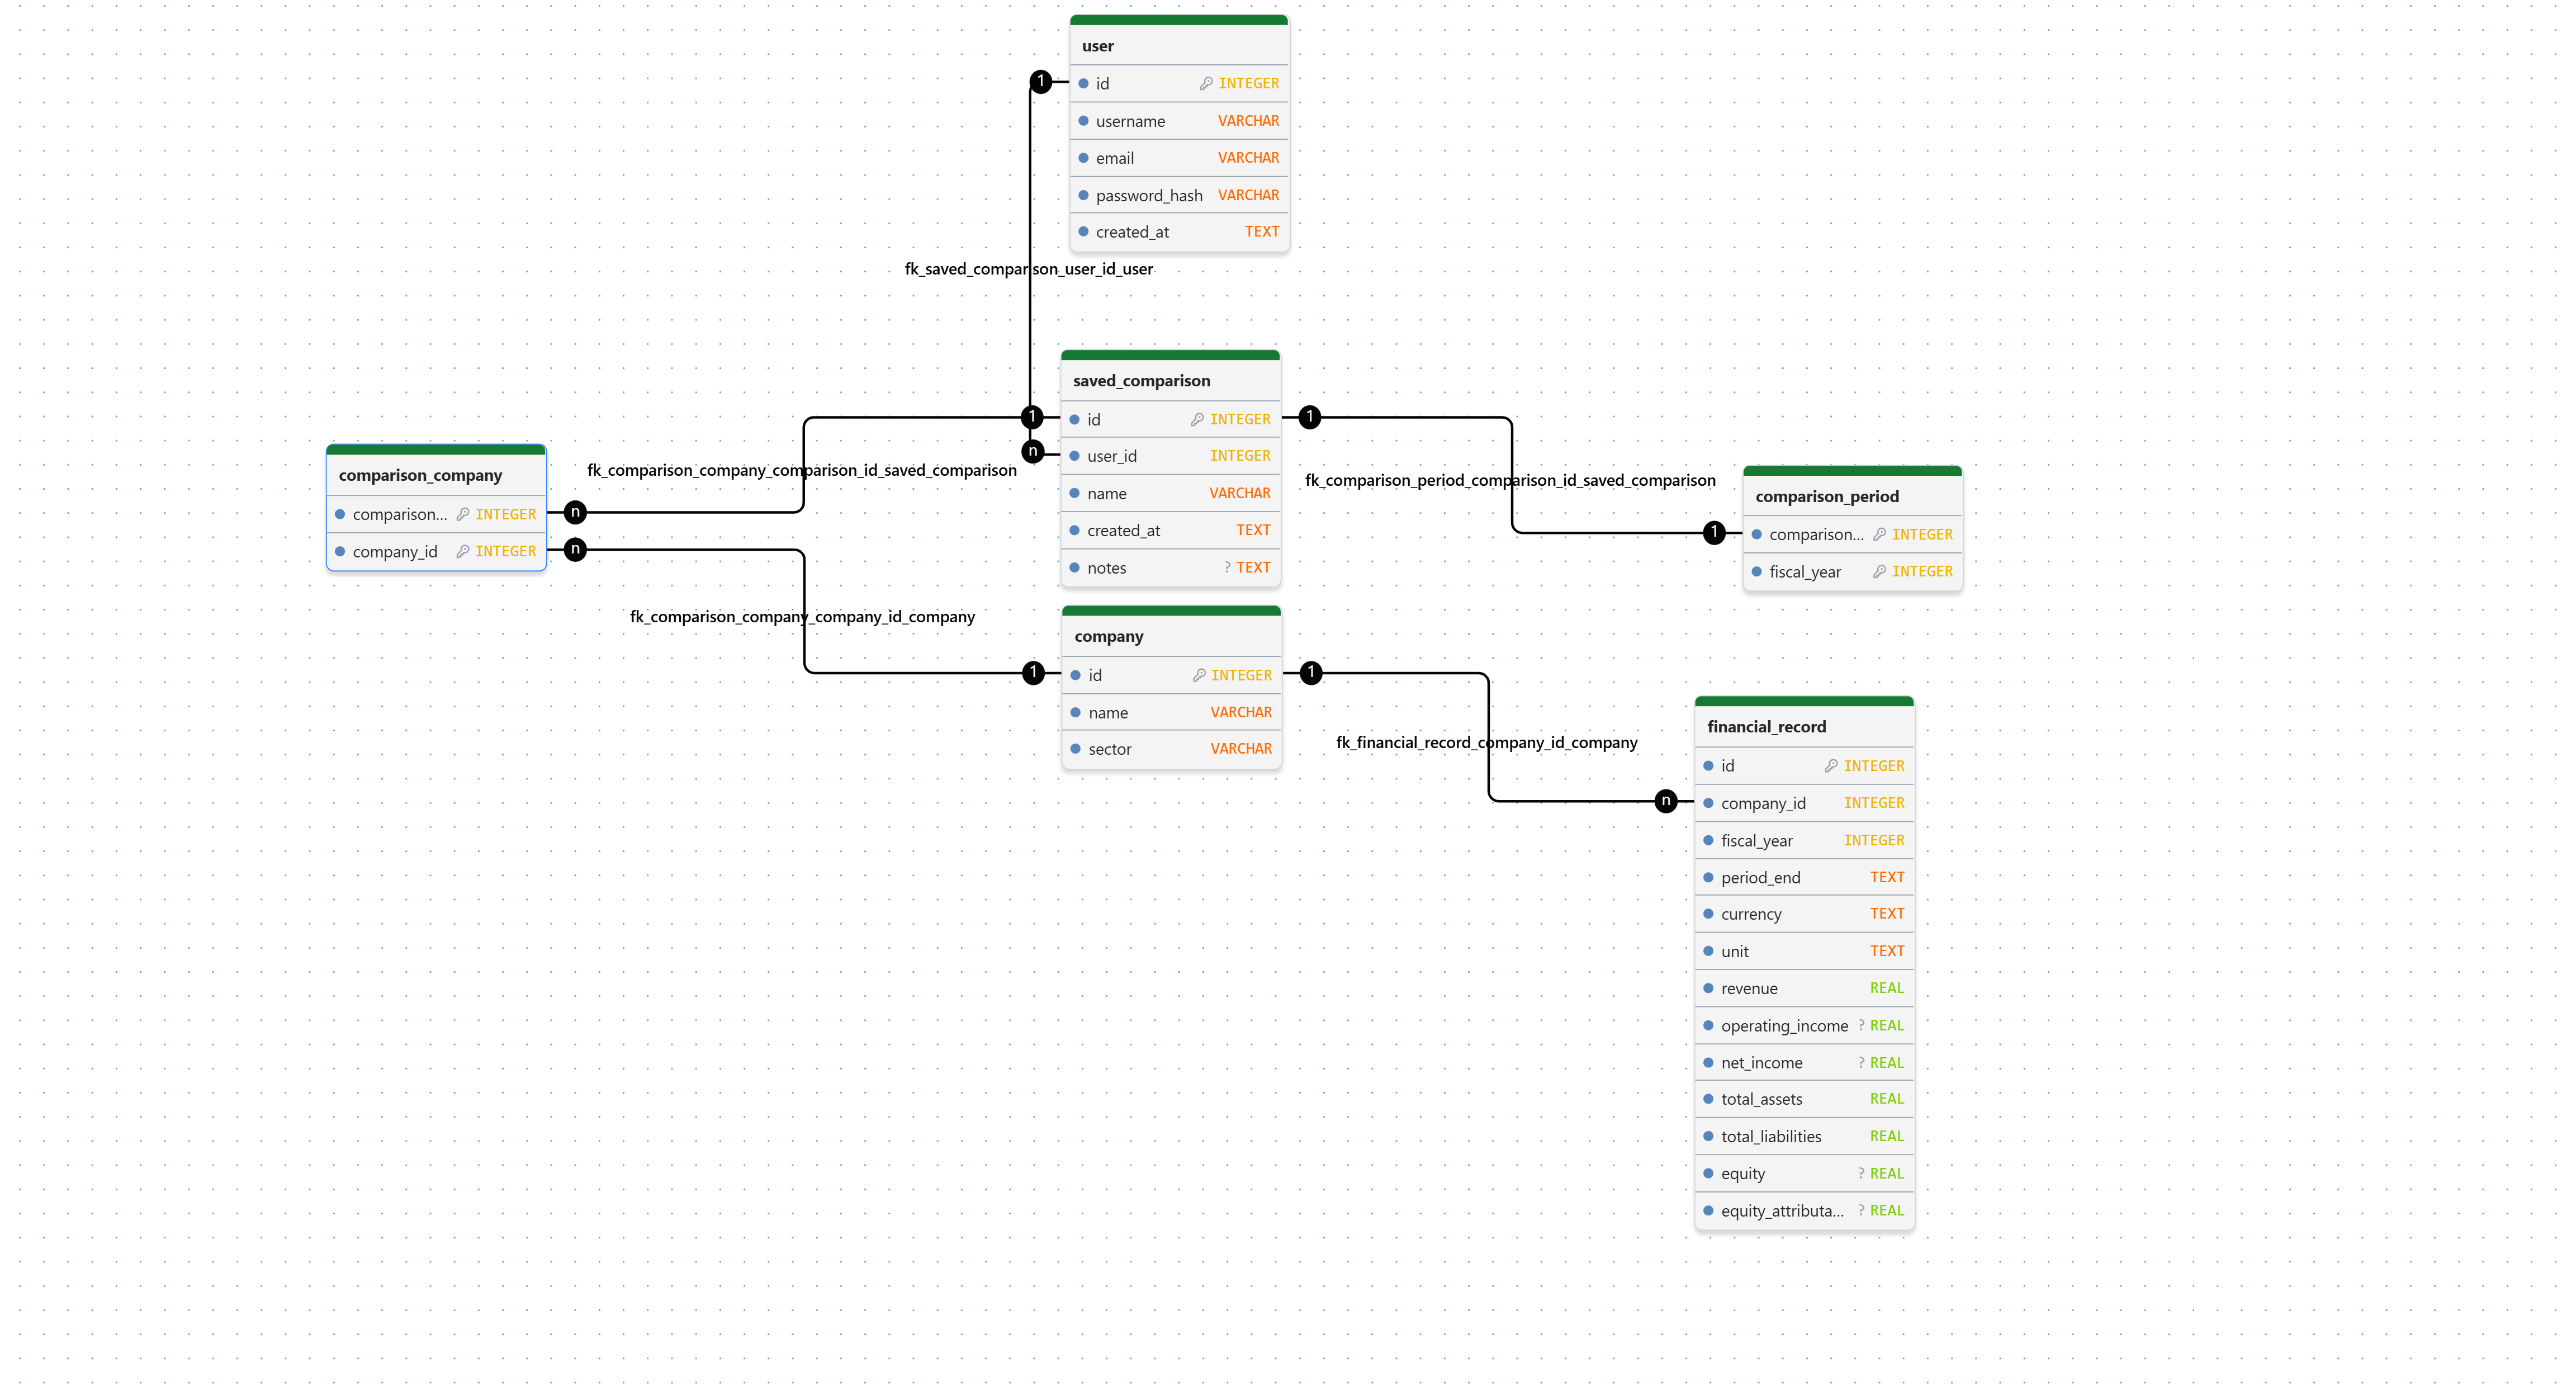 user
id INTEGER
username VARCHAR
email VARCHAR
password_hash VARCHAR
created_at TEXT
1
fk_saved_comparison_user_id_user
saved_comparison
id INTEGER
user_id INTEGER
name VARCHAR
created_at TEXT
notes ? TEXT
1
n
1
fk_comparison_company_comparison_id_saved_comparison
fk_comparison_period_comparison_id_saved_comparison
comparison_company
comparison... INTEGER
company_id INTEGER
n
n
comparison_period
comparison... INTEGER
fiscal_year INTEGER
1
fk_comparison_company_company_id_company
company
id INTEGER
name VARCHAR
sector VARCHAR
1
1
fk_financial_record_company_id_company
n
financial_record
id INTEGER
company_id INTEGER
fiscal_year INTEGER
period_end TEXT
currency TEXT
unit TEXT
revenue REAL
operating_income ? REAL
net_income ? REAL
total_assets REAL
total_liabilities REAL
equity ? REAL
equity_attributa... ? REAL